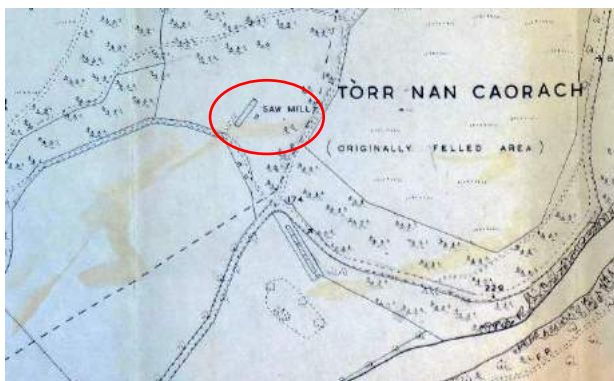 TÒRR NAN CAORACH
SAW MILL
(ORIGINALLY FELLED AREA)
174
229
F.P.